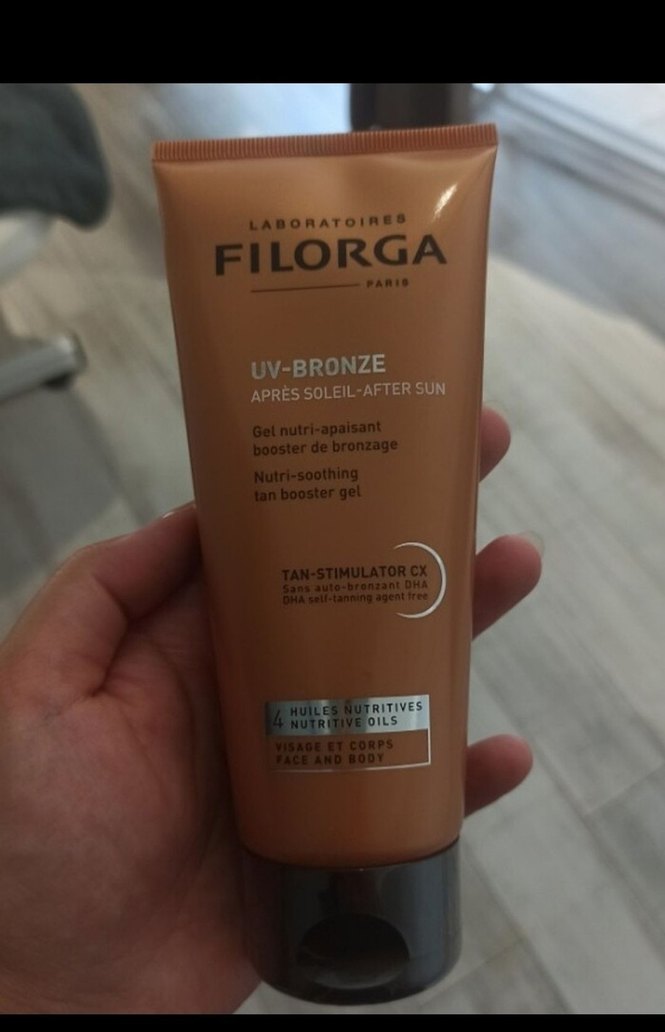 LABORATOIRES
FILORGA
PARIS
UV-BRONZE
APRÈS SOLEIL-AFTER SUN
Gel nutri-apaisant
booster de bronzage
Nutri-soothing
tan booster gel
TAN-STIMULATOR CX
Sans auto-bronzant DHA
DHA self-tanning agent free
4 HUILES NUTRITIVES
NUTRITIVE OILS
VISAGE ET CORPS
FACE AND BODY